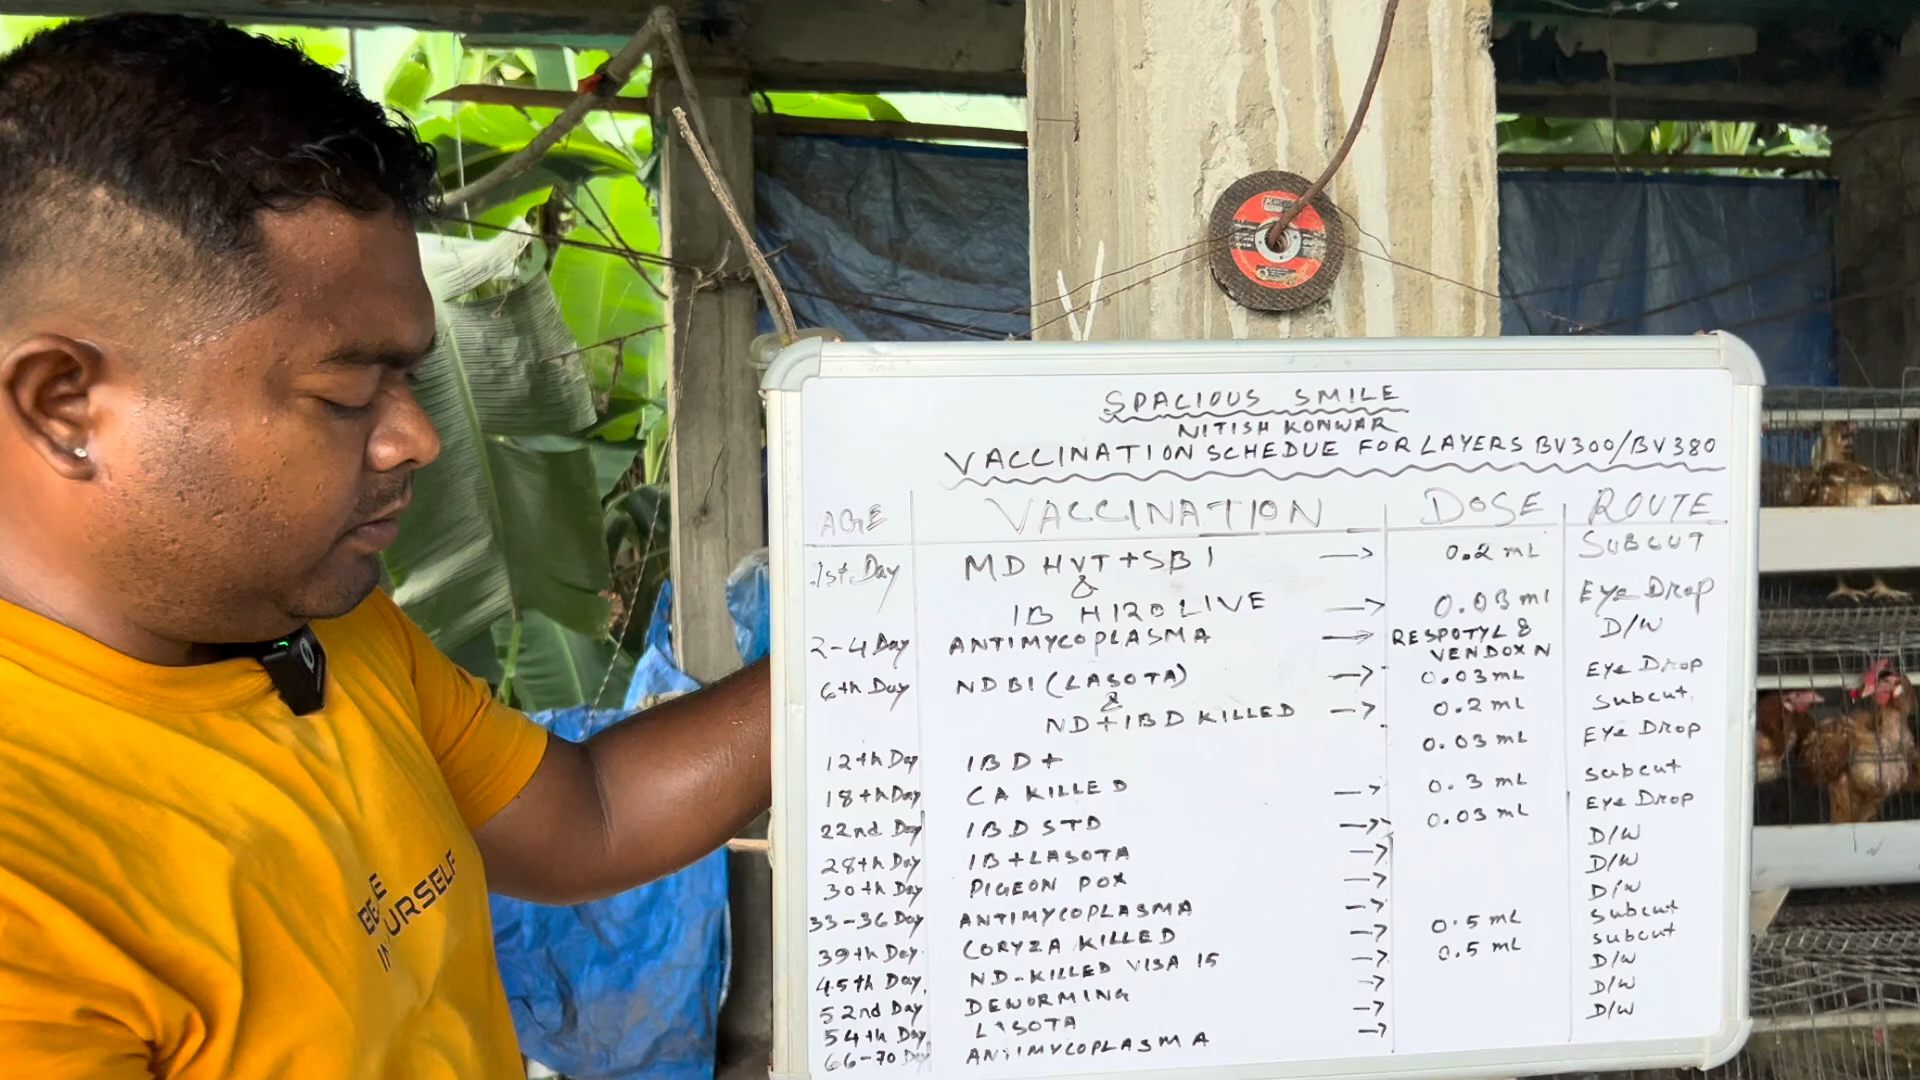 SPACIOUS SMILE
NITISH KONWAR
VACCINATION SCHEDUE FOR LAYERS BV300/BV380
AGE VACCINATION DOSE ROUTE
1st Day MD HVT+SB1 → 0.2 mL SUBCUT
&
IB H120 LIVE → 0.03 ml Eye Drop
2-4 Day ANTIMYCOPLASMA → RESPOTYL & VENDOX N D/W
6th Day NDB1 (LASOTA) → 0.03 mL Eye Drop
&
ND+IBD KILLED → 0.2 mL Subcut.
12th Day IBD+ 0.03 mL Eye Drop
18th Day CA KILLED → 0.3 mL Subcut
22nd Day IBD STD → 0.03 mL Eye Drop
28th Day IB+LASOTA → D/W
30th Day PIGEON POX → D/W
33-36 Day ANTIMYCOPLASMA → D/W
39th Day CORYZA KILLED → 0.5 mL Subcut
45th Day. ND-KILLED VISA 15 → 0.5 mL Subcut
52nd Day DEWORMING → D/W
54th Day LASOTA → D/W
66-70 Day ANTIMYCOPLASMA → D/W
BE
URSELF